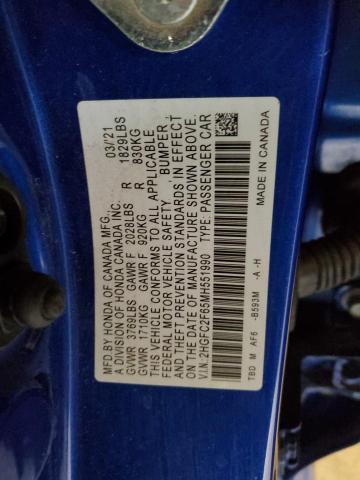 MFD BY HONDA OF CANADA MFG., 03/'21
A DIVISION OF HONDA CANADA INC.
GVWR 3769LBS GAWR F 2028LBS R 1829LBS
GVWR 1710KG GAWR F 920KG R 830KG
THIS VEHICLE CONFORMS TO ALL APPLICABLE
FEDERAL MOTOR VEHICLE SAFETY BUMPER,
AND THEFT PREVENTION STANDARDS IN EFFECT
ON THE DATE OF MANUFACTURE SHOWN ABOVE.
V.I.N.: 2HGFC2F65MH551990 TYPE: PASSENGER CAR
TBD M AF6 -B593M -A -H
MADE IN CANADA